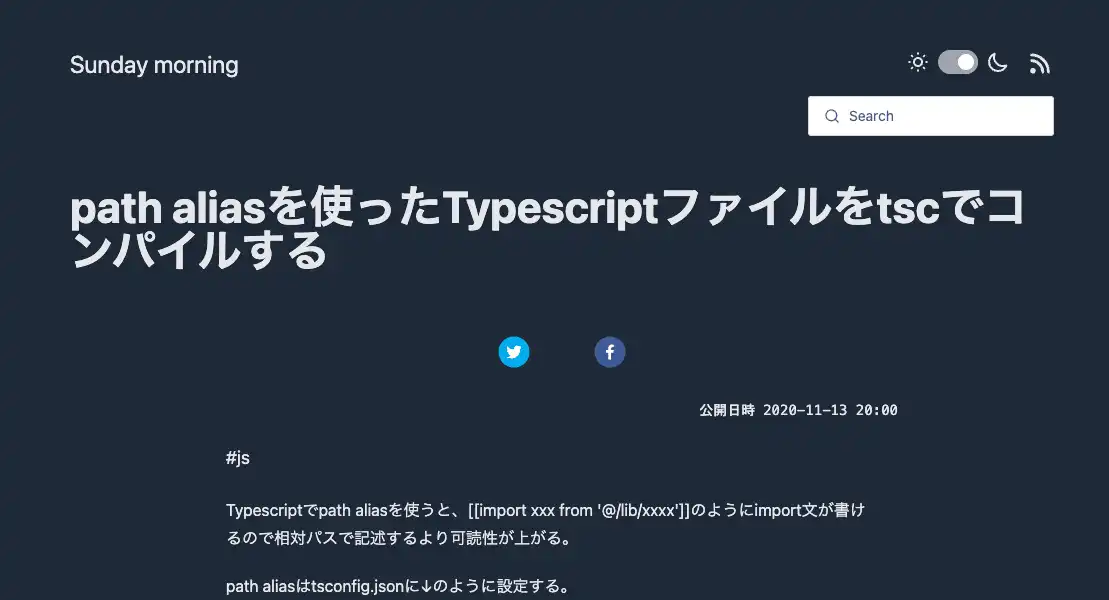 Sunday morning
Search
path aliasを使ったTypescriptファイルをtscでコ
ンパイルする
公開日時 2020-11-13 20:00
#js
Typescriptでpath aliasを使うと、[[import xxx from '@/lib/xxxx']]のようにimport文が書け
るので相対パスで記述するより可読性が上がる。
path aliasはtsconfig.jsonに↓のように設定する。